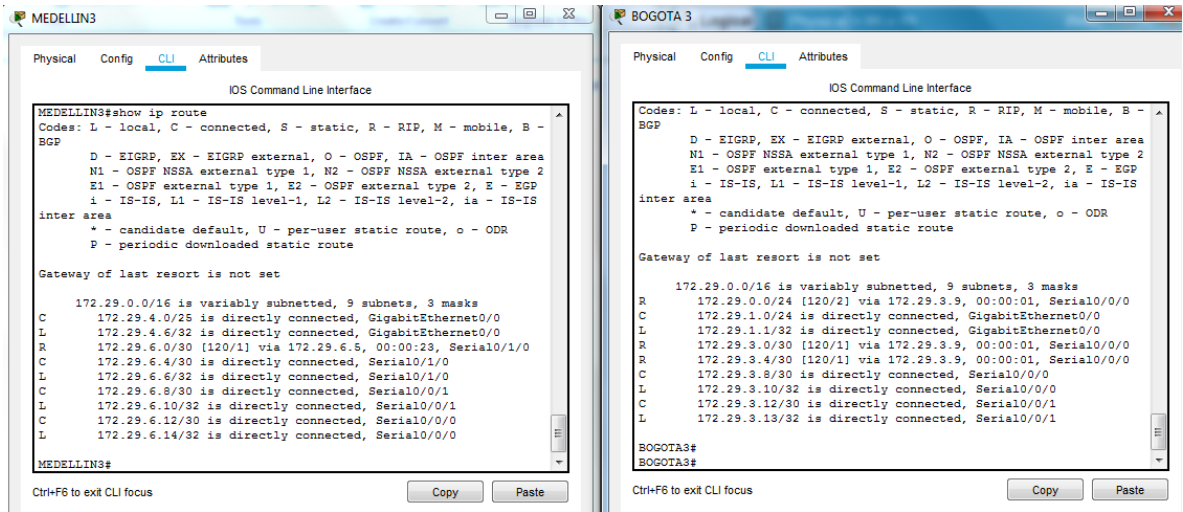 MEDELLIN3
Physical Config CLI Attributes
IOS Command Line Interface
MEDELLIN3#show ip route
Codes: L - local, C - connected, S - static, R - RIP, M - mobile, B -
BGP
D - EIGRP, EX - EIGRP external, O - OSPF, IA - OSPF inter area
N1 - OSPF NSSA external type 1, N2 - OSPF NSSA external type 2
E1 - OSPF external type 1, E2 - OSPF external type 2, E - EGP
i - IS-IS, L1 - IS-IS level-1, L2 - IS-IS level-2, ia - IS-IS
inter area
* - candidate default, U - per-user static route, o - ODR
P - periodic downloaded static route
Gateway of last resort is not set
172.29.0.0/16 is variably subnetted, 9 subnets, 3 masks
C 172.29.4.0/25 is directly connected, GigabitEthernet0/0
L 172.29.4.6/32 is directly connected, GigabitEthernet0/0
R 172.29.6.0/30 [120/1] via 172.29.6.5, 00:00:23, Serial0/1/0
C 172.29.6.4/30 is directly connected, Serial0/1/0
L 172.29.6.6/32 is directly connected, Serial0/1/0
C 172.29.6.8/30 is directly connected, Serial0/0/1
L 172.29.6.10/32 is directly connected, Serial0/0/1
C 172.29.6.12/30 is directly connected, Serial0/0/0
L 172.29.6.14/32 is directly connected, Serial0/0/0
MEDELLIN3#
Ctrl+F6 to exit CLI focus
Copy Paste
BOGOTA 3
Physical Config CLI Attributes
IOS Command Line Interface
Codes: L - local, C - connected, S - static, R - RIP, M - mobile, B -
BGP
D - EIGRP, EX - EIGRP external, O - OSPF, IA - OSPF inter area
N1 - OSPF NSSA external type 1, N2 - OSPF NSSA external type 2
E1 - OSPF external type 1, E2 - OSPF external type 2, E - EGP
i - IS-IS, L1 - IS-IS level-1, L2 - IS-IS level-2, ia - IS-IS
inter area
* - candidate default, U - per-user static route, o - ODR
P - periodic downloaded static route
Gateway of last resort is not set
172.29.0.0/16 is variably subnetted, 9 subnets, 3 masks
R 172.29.0.0/24 [120/2] via 172.29.3.9, 00:00:01, Serial0/0/0
C 172.29.1.0/24 is directly connected, GigabitEthernet0/0
L 172.29.1.1/32 is directly connected, GigabitEthernet0/0
R 172.29.3.0/30 [120/1] via 172.29.3.9, 00:00:01, Serial0/0/0
R 172.29.3.4/30 [120/1] via 172.29.3.9, 00:00:01, Serial0/0/0
C 172.29.3.8/30 is directly connected, Serial0/0/0
L 172.29.3.10/32 is directly connected, Serial0/0/0
C 172.29.3.12/30 is directly connected, Serial0/0/1
L 172.29.3.13/32 is directly connected, Serial0/0/1
BOGOTA3#
BOGOTA3#
Ctrl+F6 to exit CLI focus
Copy Paste